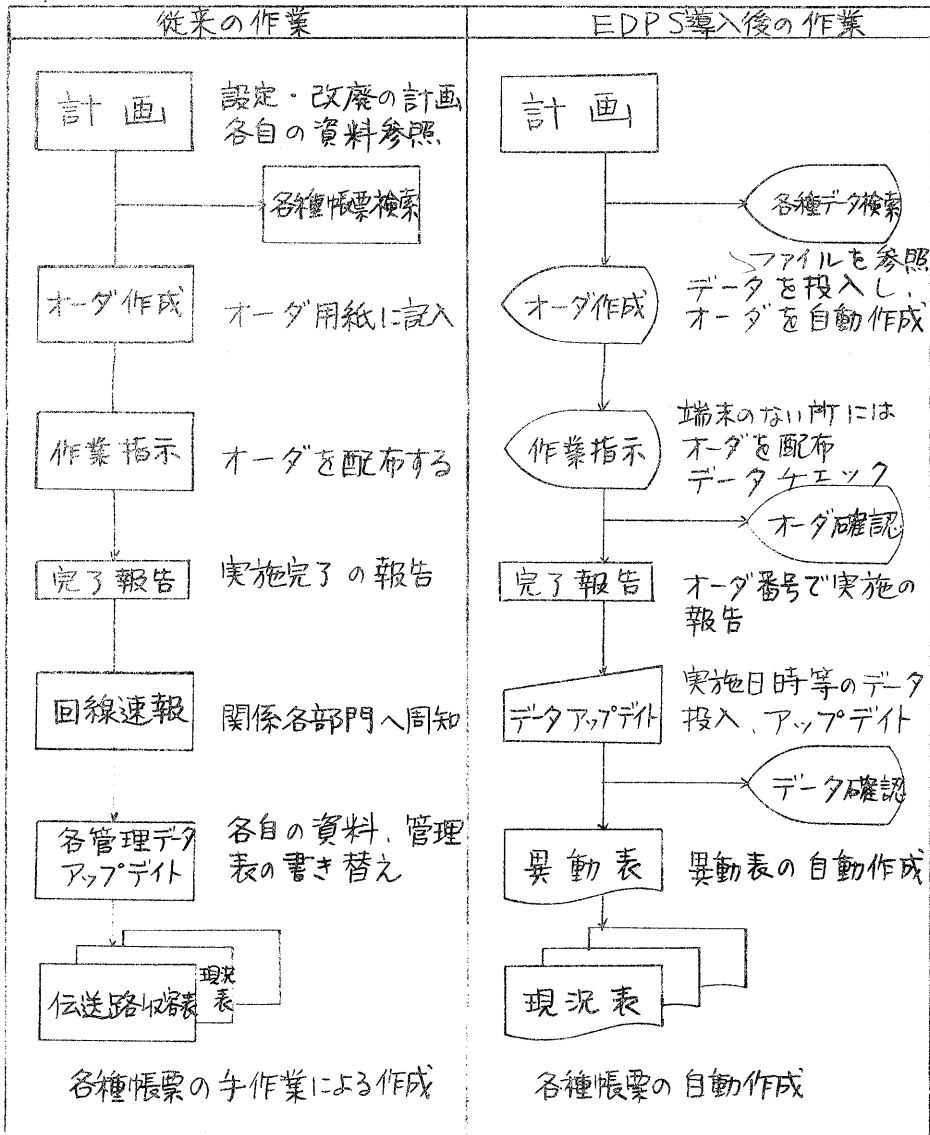 従来の作業
計画
設定・改廃の計画
各自の資料参照
各種帳票検索
オーダ作成
オーダ用紙に記入
作業指示
オーダを配布する
完了報告
実施完了の報告
回線速報
関係各部門へ周知
各管理データ
アップデイト
各自の資料、管理
表の書き替え
伝送路収容表
現況
表
各種帳票の手作業による作成
EDPS導入後の作業
計画
各種データ検索
ファイルを参照
データを投入し、
オーダを自動作成
オーダ作成
作業指示
端末のない所には
オーダを配布
データチェック
オーダ確認
完了報告
オーダ番号で実施の
報告
データアップデイト
実施日時等のデータ
投入、アップデイト
データ確認
異動表
異動表の自動作成
現況表
各種帳票の自動作成